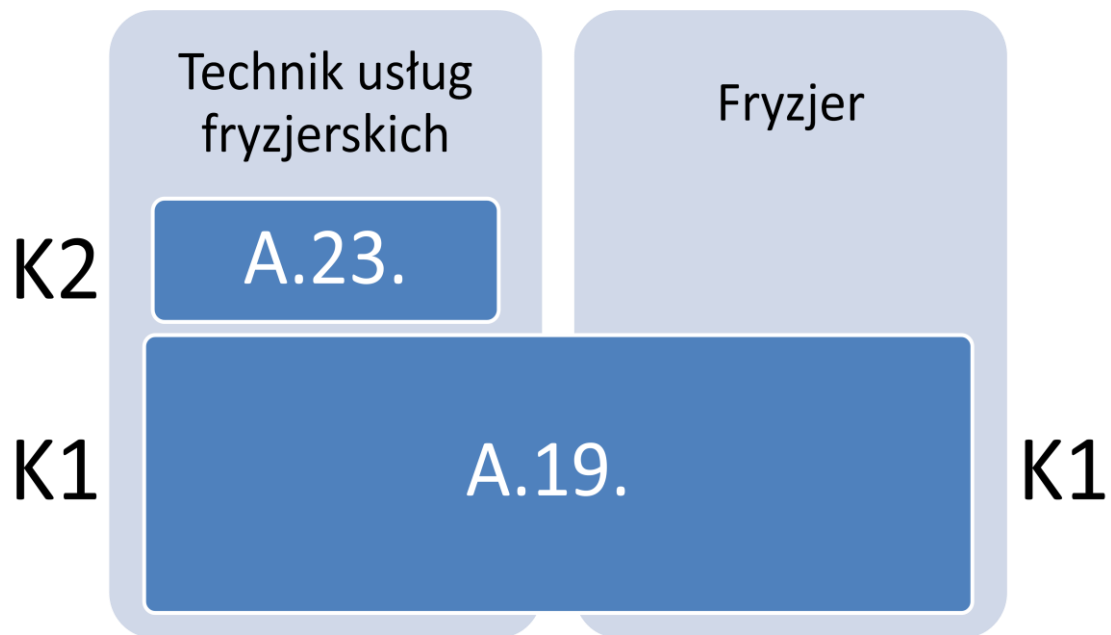 Technik usług
fryzjerskich
Fryzjer
K2
A.23.
K1
A.19.
K1